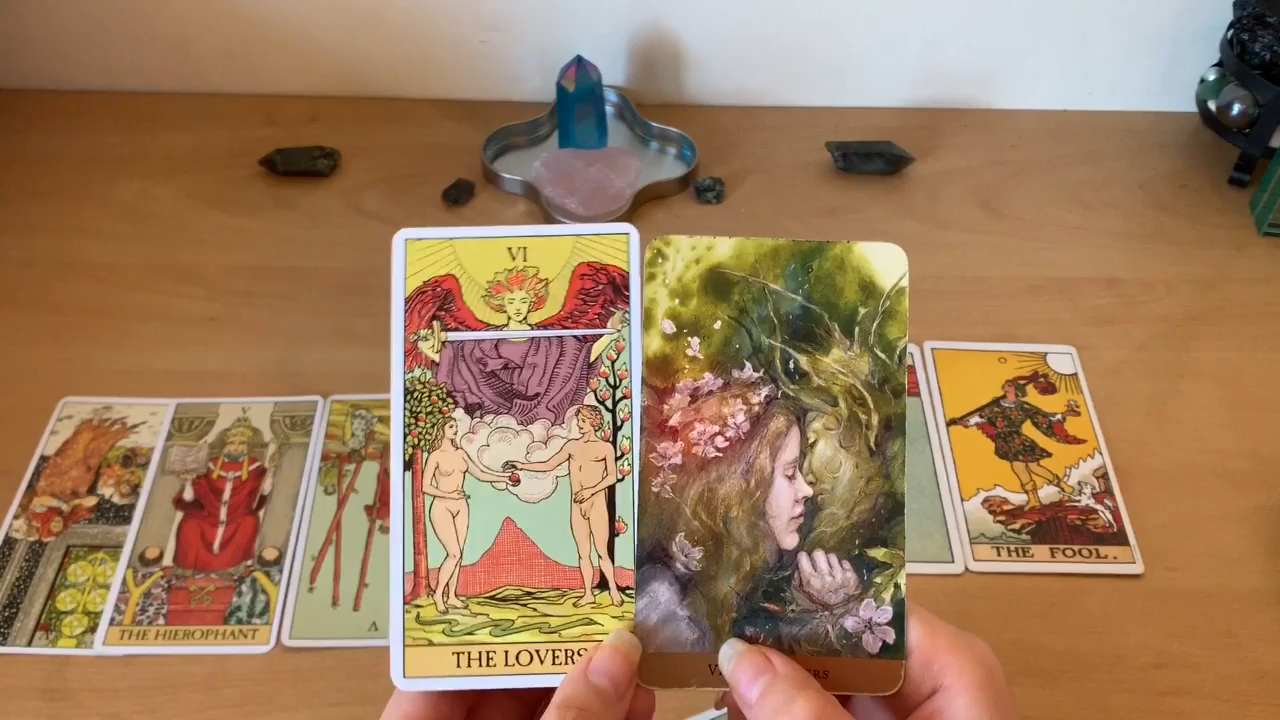 VI
THE LOVERS
V
THE HIEROPHANT
V
THE FOOL.